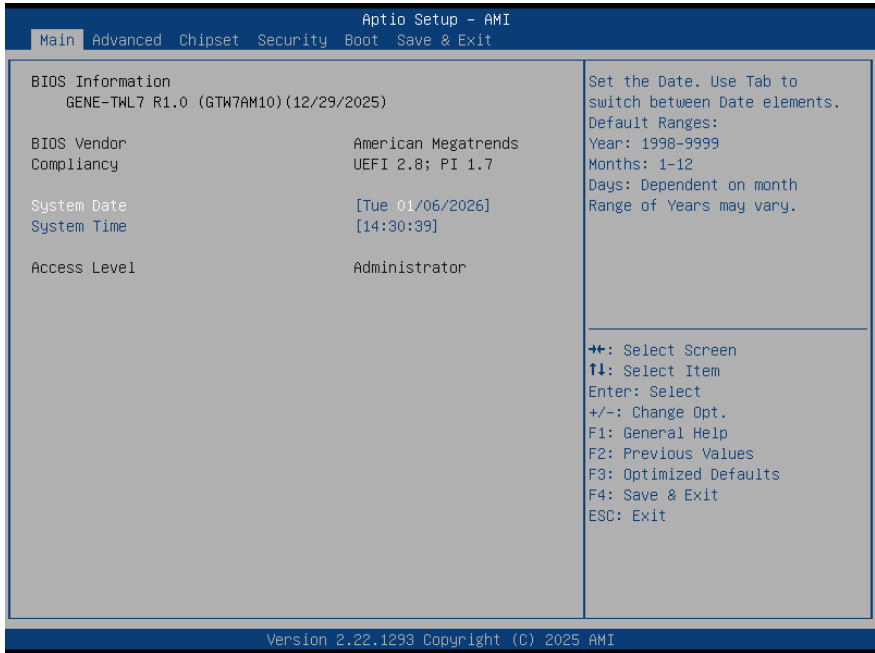 Aptio Setup – AMI
Main Advanced Chipset Security Boot Save & Exit
BIOS Information
GENE-TWL7 R1.0 (GTW7AM10)(12/29/2025)
BIOS Vendor American Megatrends
Compliancy UEFI 2.8; PI 1.7
System Date [Tue 01/06/2026]
System Time [14:30:39]
Access Level Administrator
Set the Date. Use Tab to
switch between Date elements.
Default Ranges:
Year: 1998-9999
Months: 1-12
Days: Dependent on month
Range of Years may vary.
→←: Select Screen
↑↓: Select Item
Enter: Select
+/-: Change Opt.
F1: General Help
F2: Previous Values
F3: Optimized Defaults
F4: Save & Exit
ESC: Exit
Version 2.22.1293 Copyright (C) 2025 AMI